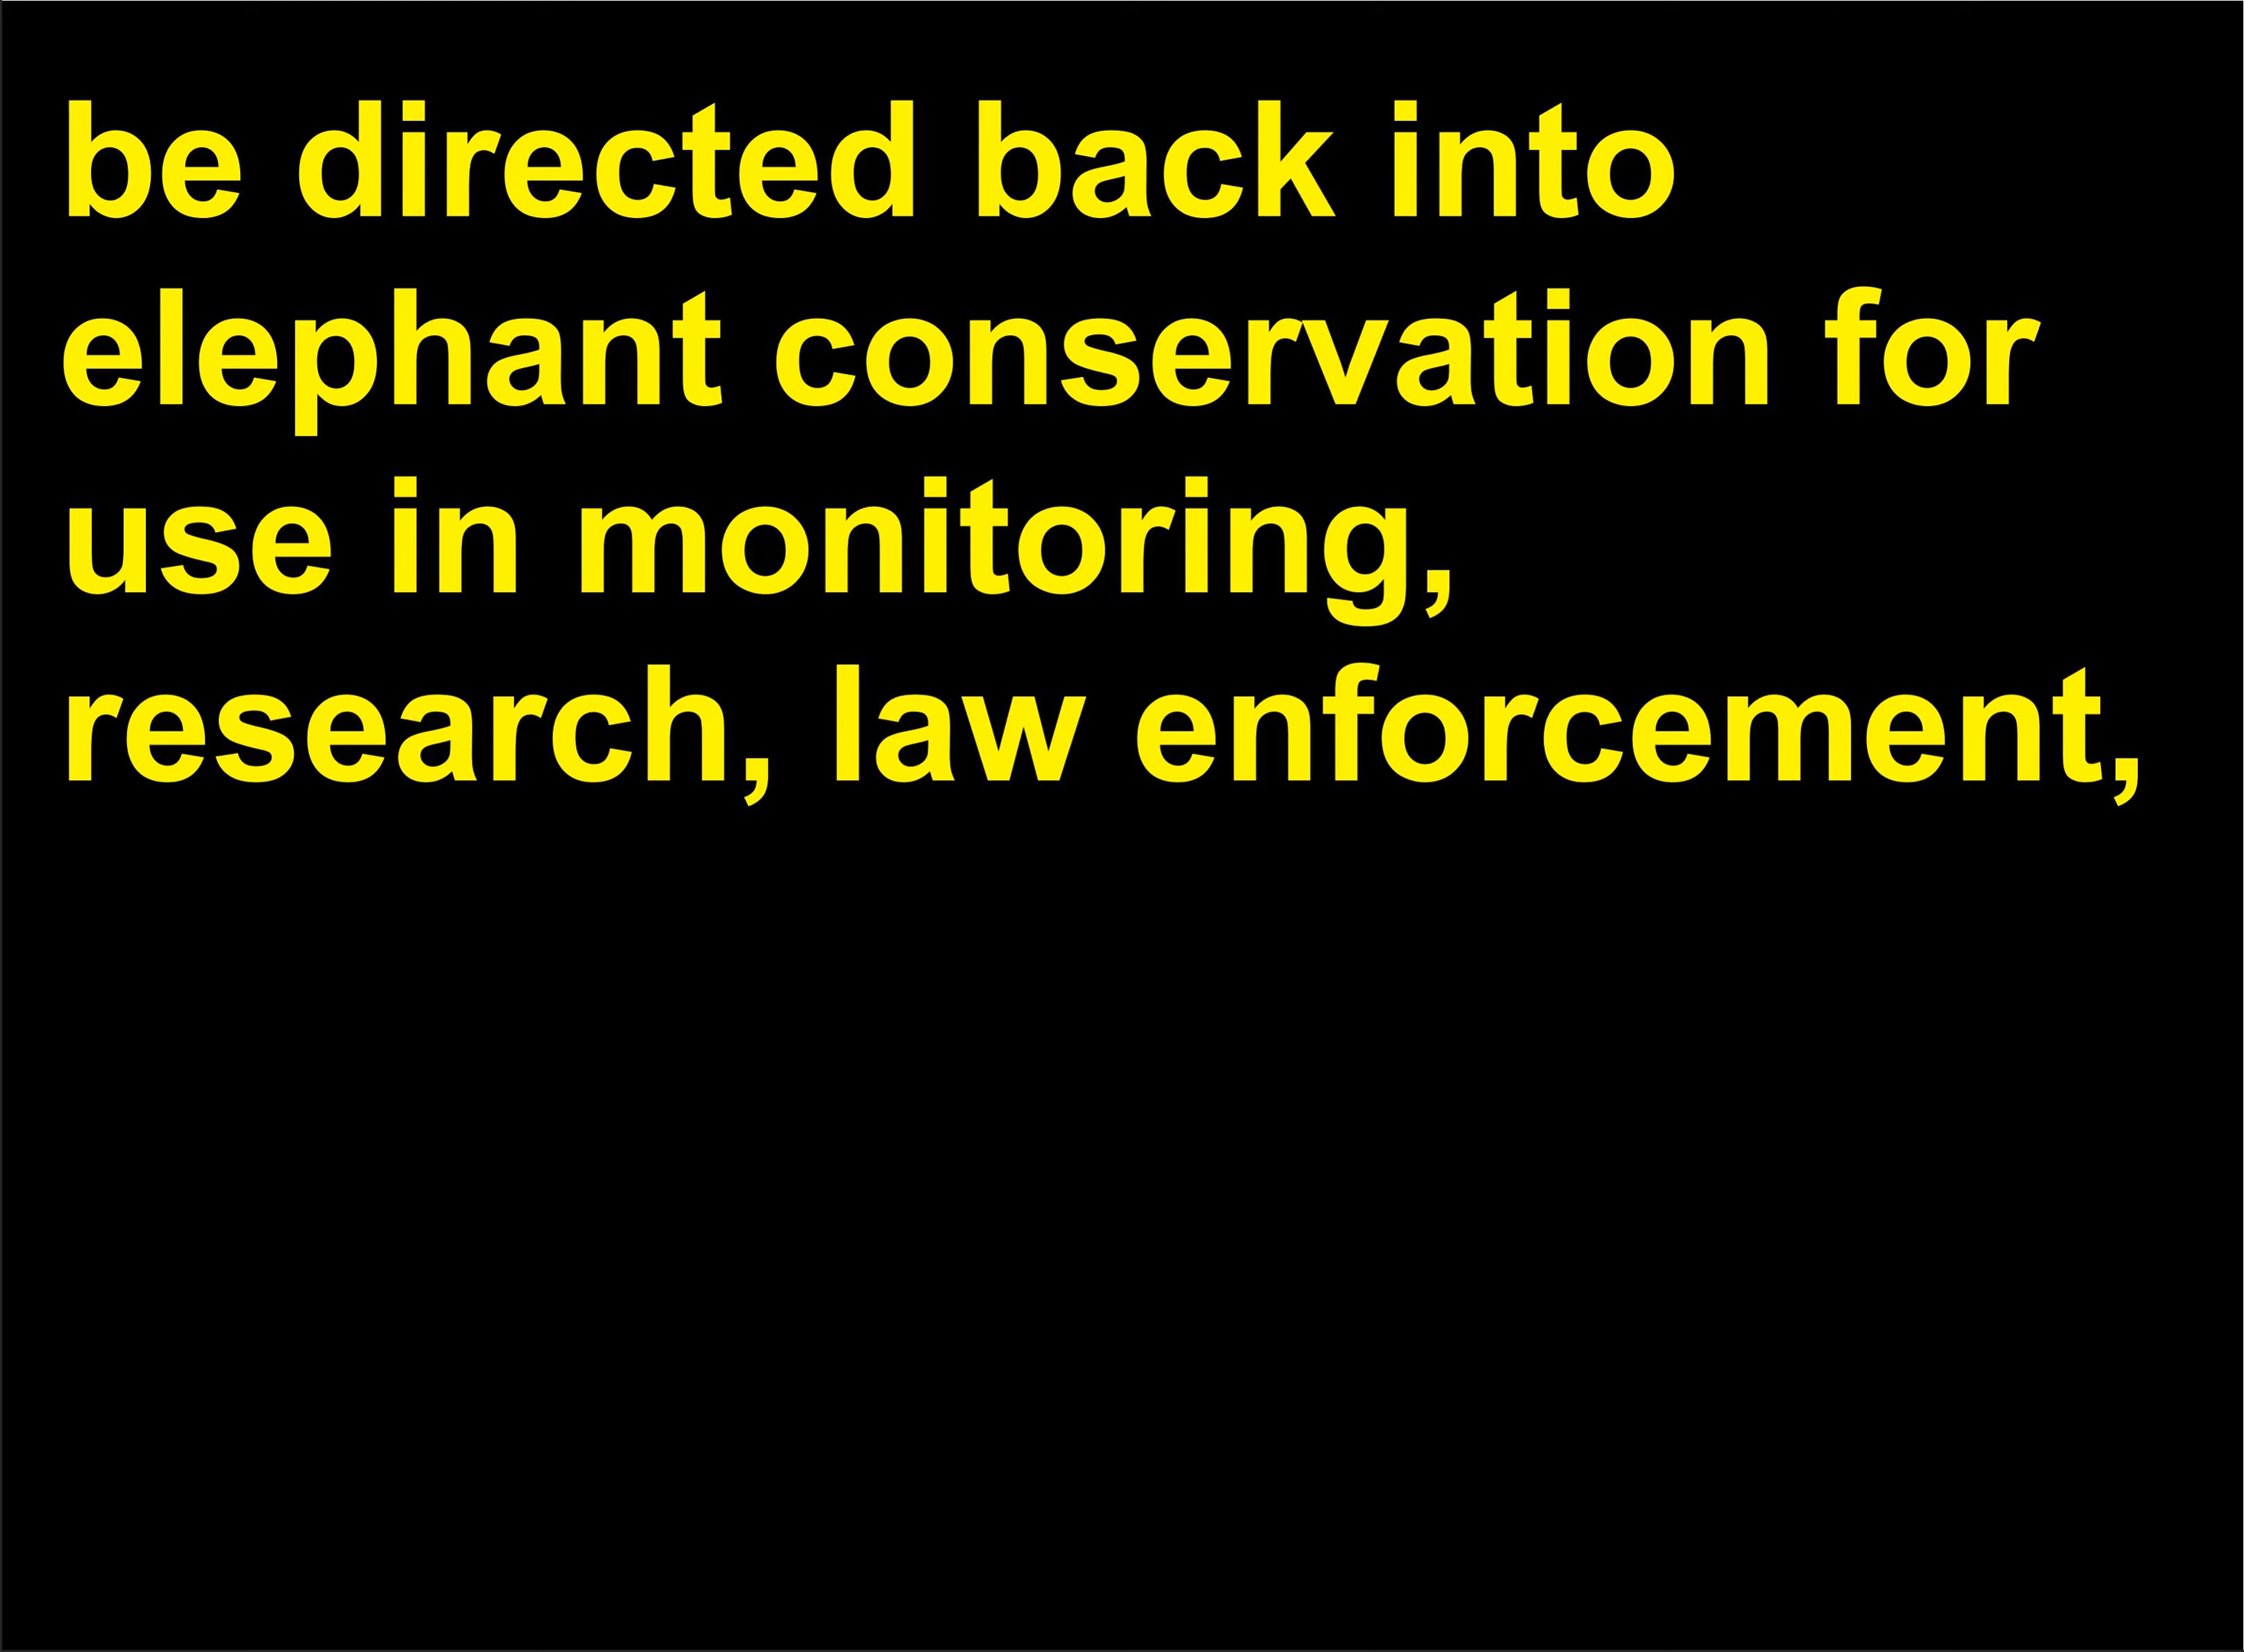 be directed back into
elephant conservation for
use in monitoring,
research, law enforcement,